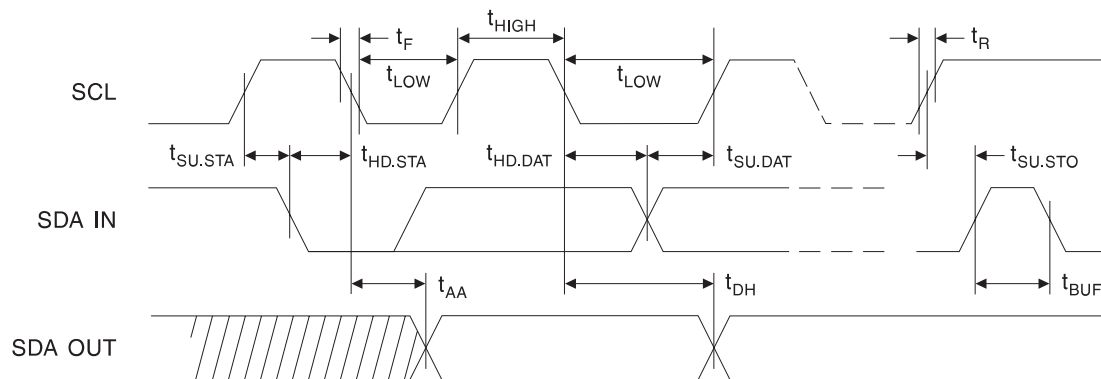 tHIGH
tF
tR
tLOW
tLOW
SCL
tSU.STA
tHD.STA
tHD.DAT
tSU.DAT
tSU.STO
SDA IN
tAA
tDH
tBUF
SDA OUT